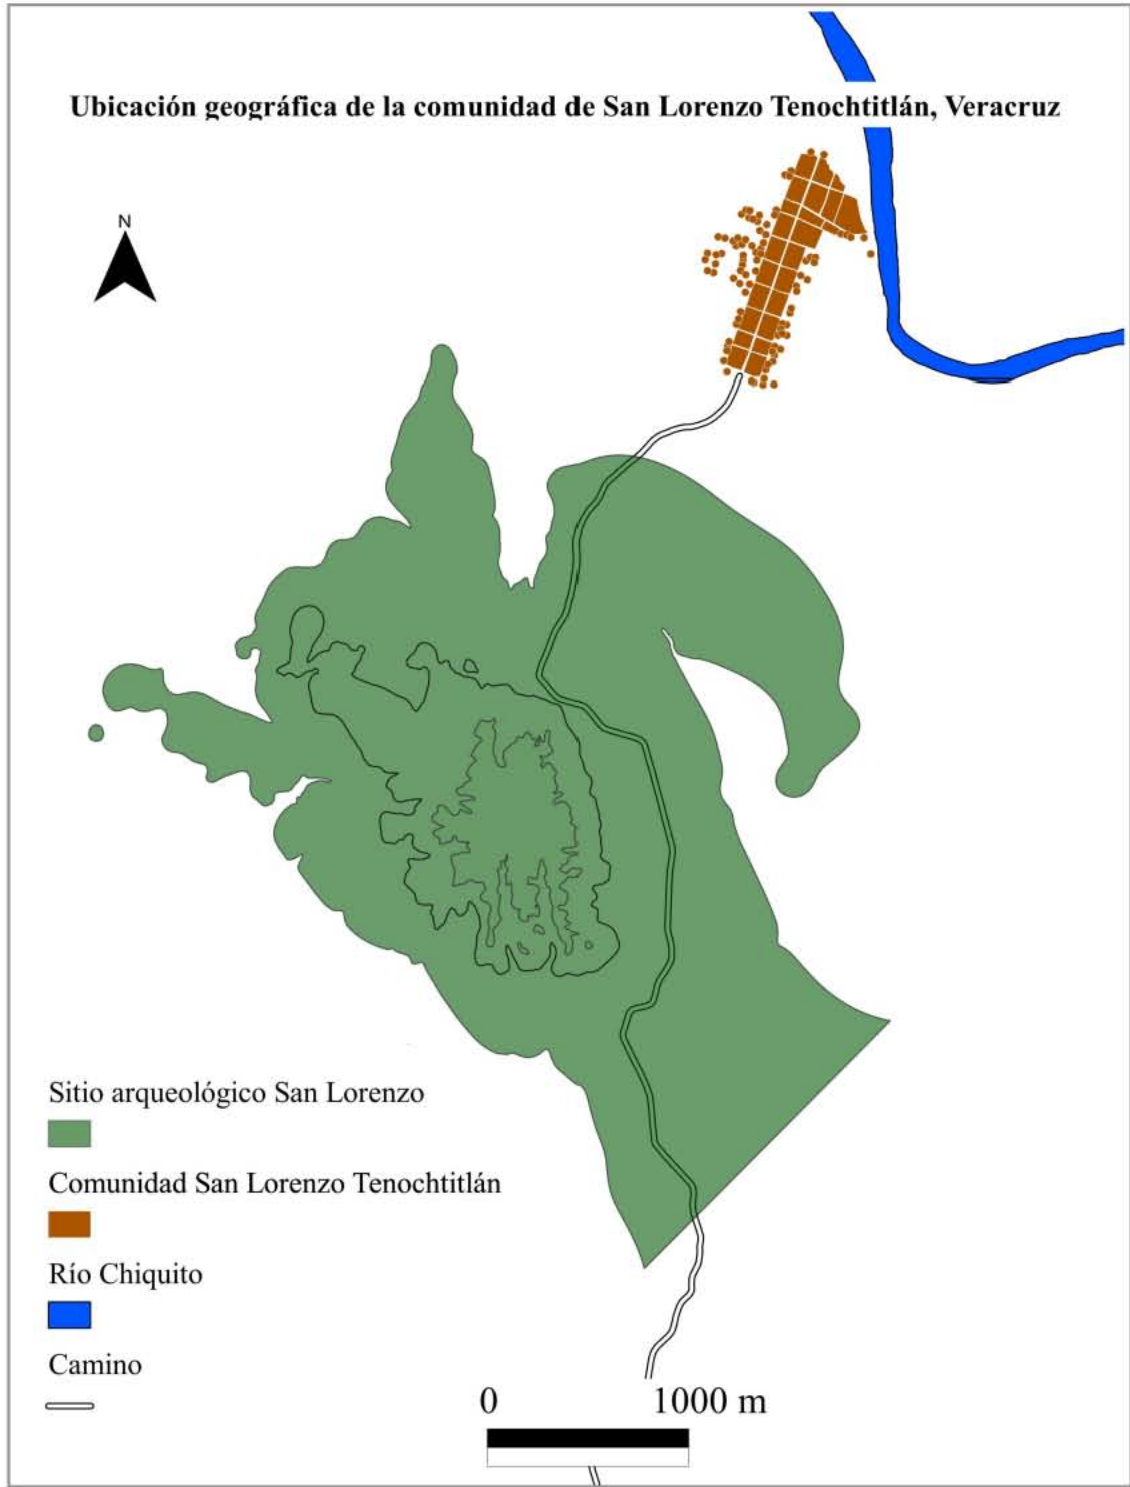 Ubicación geográfica de la comunidad de San Lorenzo Tenochtitlán, Veracruz
N
Sitio arqueológico San Lorenzo
Comunidad San Lorenzo Tenochtitlán
Río Chiquito
Camino
0 1000 m